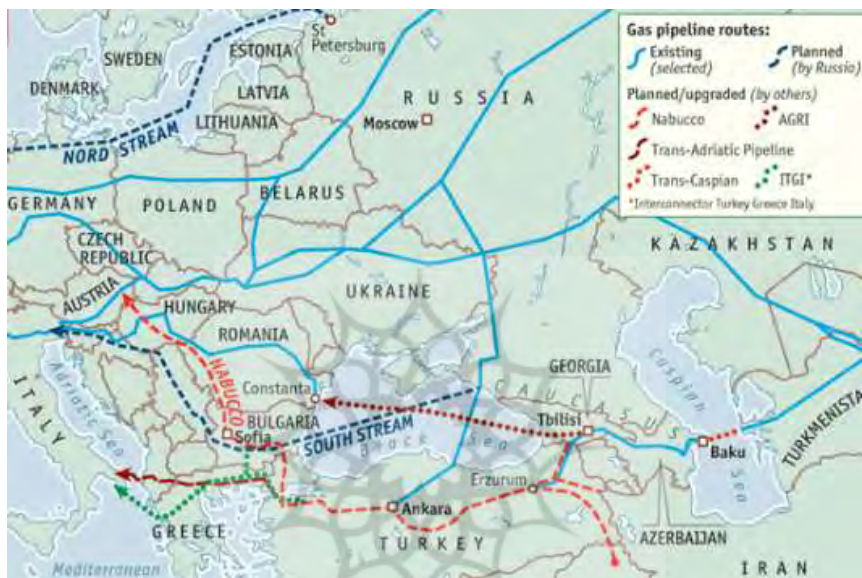 Gas pipeline routes:
Existing
(selected)
Planned
(by Russia)
Planned/upgraded (by others)
Nabucco
AGRI
Trans-Adriatic Pipeline
Trans-Caspian
ITGI*
*Interconnector Turkey Greece Italy
SWEDEN
ESTONIA
St
Petersburg
DENMARK
LATVIA
RUSSIA
LITHUANIA
Moscow
NORD STREAM
GERMANY
POLAND
BELARUS
CZECH
REPUBLIC
KAZAKHSTAN
AUSTRIA
HUNGARY
UKRAINE
ROMANIA
NABUCCO
Constanta
GEORGIA
CAUCASUS
Caspian
Sea
ITALY
Adriatic Sea
BULGARIA
Sofia
SOUTH STREAM
Black Sea
Tbilisi
Baku
TURKMENISTA
Erzurum
Ankara
GREECE
TURKEY
AZERBAIJAN
Mediterranean
IRAN